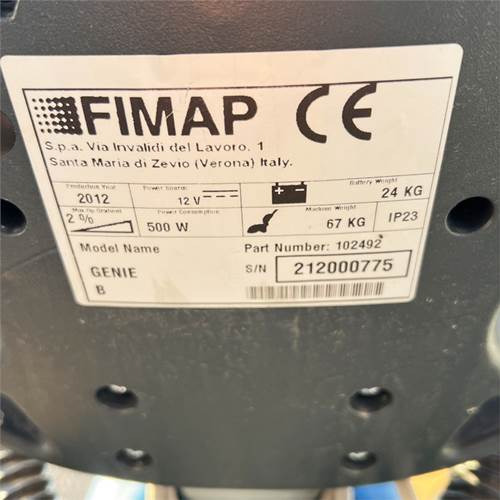 FIMAP CE
S.p.a. Via Invalidi del Lavoro, 1
Santa Maria di Zevio (Verona) Italy.
Production Year Power Source Battery Weight
2012 12 V 24 KG
Max.Op Gradient Power Consumption Machine Weight
2 % 500 W 67 KG IP23
Model Name Part Number: 102492
GENIE S/N 212000775
B